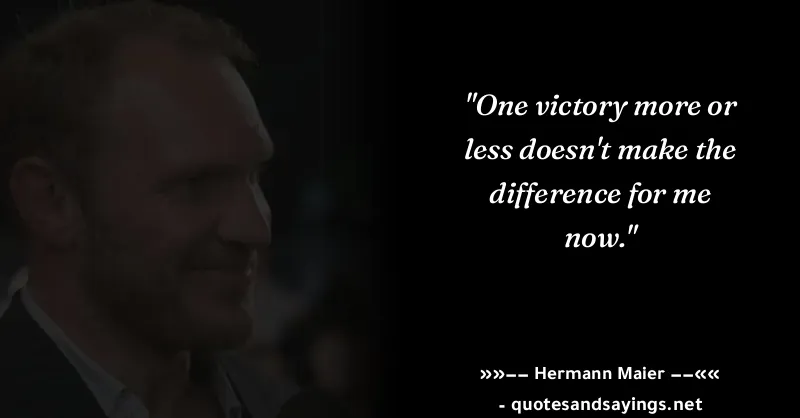 "One victory more or
less doesn't make the
difference for me
now."
»»–– Hermann Maier ––««
- quotesandsayings.net